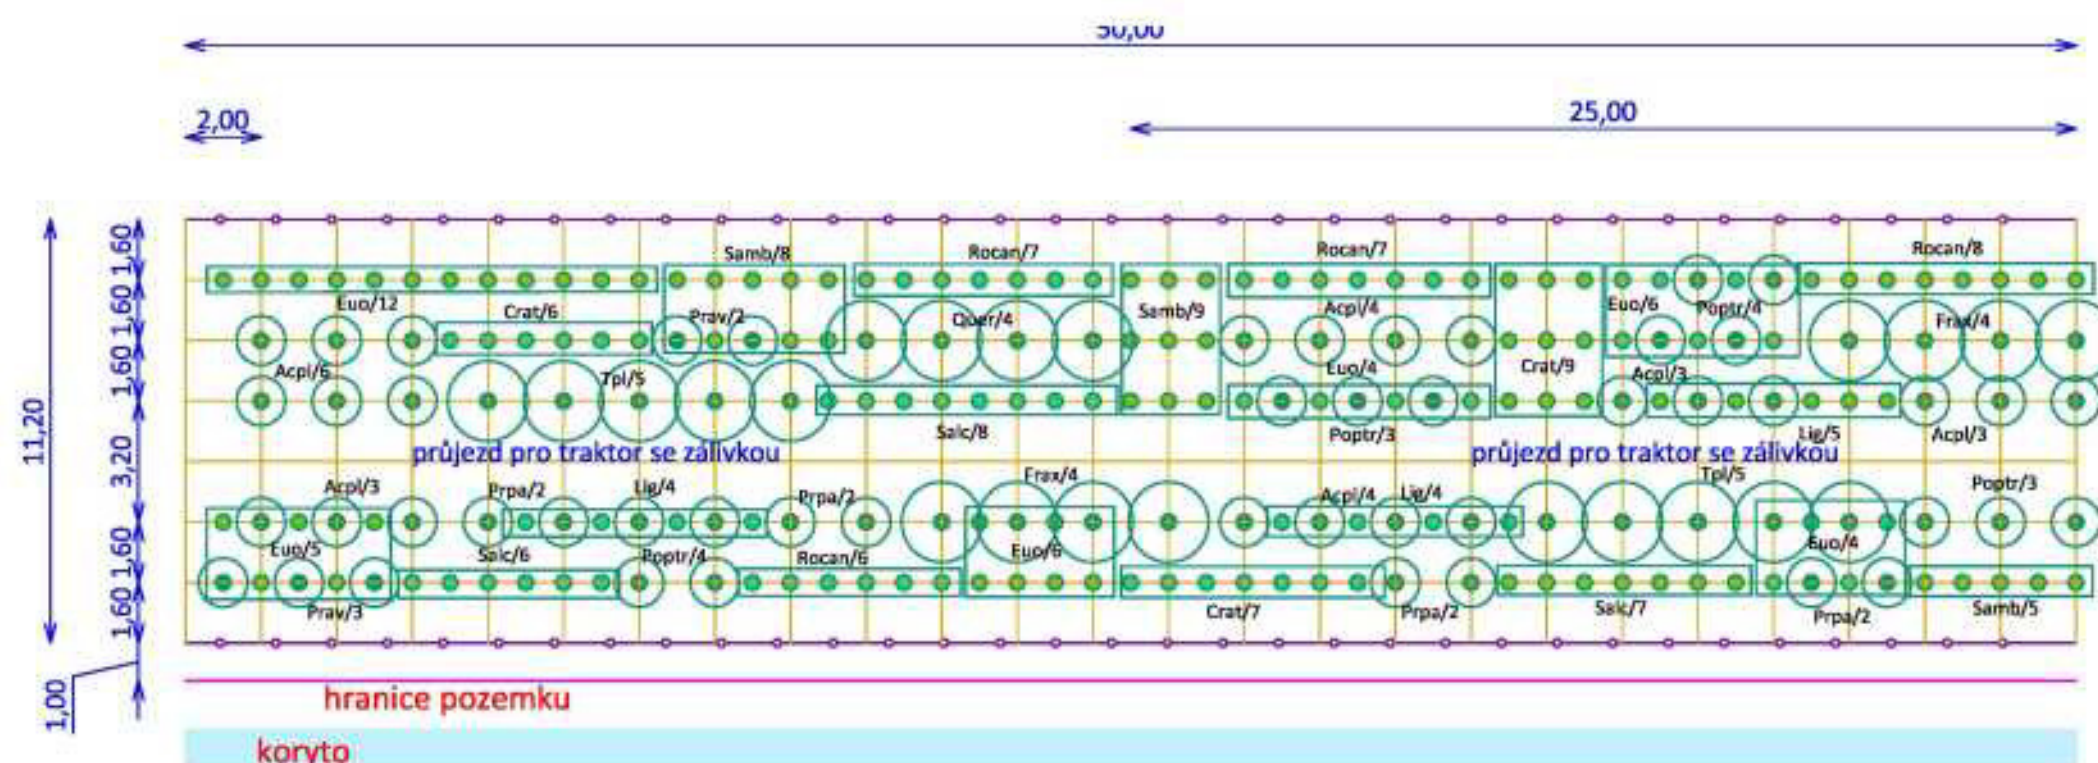 50,00
2,00
25,00
11,20
1,60
1,60
1,60
3,20
1,60
1,60
1,00
Samb/8
Rocan/7
Rocan/7
Rocan/8
Euo/12
Crat/6
Prav/2
Quer/4
Samb/9
Acpl/4
Euo/6
Poptr/4
Frax/4
Acpl/6
Tpl/5
Euo/4
Crat/9
Acpl/3
Salc/8
Poptr/3
Lig/5
Acpl/3
průjezd pro traktor se zálivkou
průjezd pro traktor se zálivkou
Acpl/3
Prpa/2
Lig/4
Prpa/2
Frax/4
Acpl/4
Lig/4
Tpl/5
Poptr/3
Euo/5
Salc/6
Poptr/4
Rocan/6
Euo/6
Euo/4
Prav/3
Crat/7
Prpa/2
Salc/7
Prpa/2
Samb/5
hranice pozemku
koryto